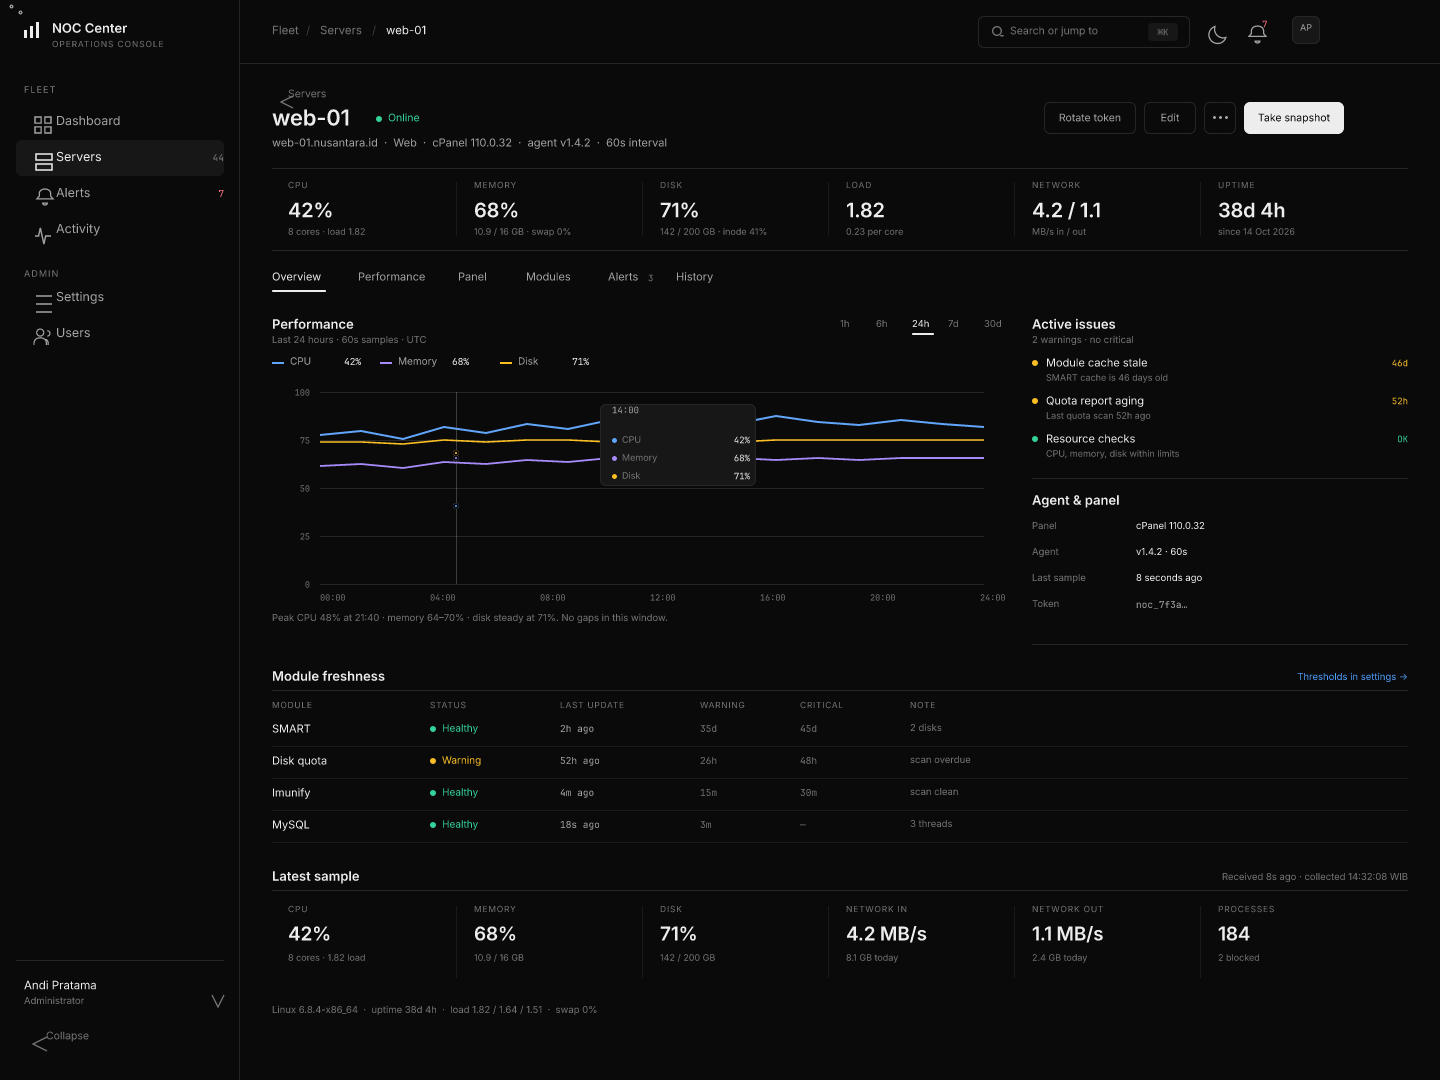 NOC Center
OPERATIONS CONSOLE
FLEET
Dashboard
Servers 44
Alerts 7
Activity
ADMIN
Settings
Users
Andi Pratama
Administrator
Collapse
Fleet / Servers / web-01
Search or jump to ⌘K
7
AP
Servers
web-01 Online
web-01.nusantara.id · Web · cPanel 110.0.32 · agent v1.4.2 · 60s interval
Rotate token Edit Take snapshot
CPU MEMORY DISK LOAD NETWORK UPTIME
42% 68% 71% 1.82 4.2 / 1.1 38d 4h
8 cores · load 1.82 10.9 / 16 GB · swap 0% 142 / 200 GB · inode 41% 0.23 per core MB/s in / out since 14 Oct 2026
Overview Performance Panel Modules Alerts 3 History
Performance
Last 24 hours · 60s samples · UTC
1h 6h 24h 7d 30d
CPU 42% Memory 68% Disk 71%
100
75
50
25
0
14:00
CPU 42%
Memory 68%
Disk 71%
00:00 04:00 08:00 12:00 16:00 20:00 24:00
Peak CPU 48% at 21:40 · memory 64–70% · disk steady at 71%. No gaps in this window.
Active issues
2 warnings · no critical
Module cache stale 46d
SMART cache is 46 days old
Quota report aging 52h
Last quota scan 52h ago
Resource checks OK
CPU, memory, disk within limits
Agent & panel
Panel cPanel 110.0.32
Agent v1.4.2 · 60s
Last sample 8 seconds ago
Token noc_7f3a…
Module freshness Thresholds in settings →
MODULE STATUS LAST UPDATE WARNING CRITICAL NOTE
SMART Healthy 2h ago 35d 45d 2 disks
Disk quota Warning 52h ago 26h 48h scan overdue
Imunify Healthy 4m ago 15m 30m scan clean
MySQL Healthy 18s ago 3m — 3 threads
Latest sample Received 8s ago · collected 14:32:08 WIB
CPU MEMORY DISK NETWORK IN NETWORK OUT PROCESSES
42% 68% 71% 4.2 MB/s 1.1 MB/s 184
8 cores · 1.82 load 10.9 / 16 GB 142 / 200 GB 8.1 GB today 2.4 GB today 2 blocked
Linux 6.8.4-x86_64 · uptime 38d 4h · load 1.82 / 1.64 / 1.51 · swap 0%